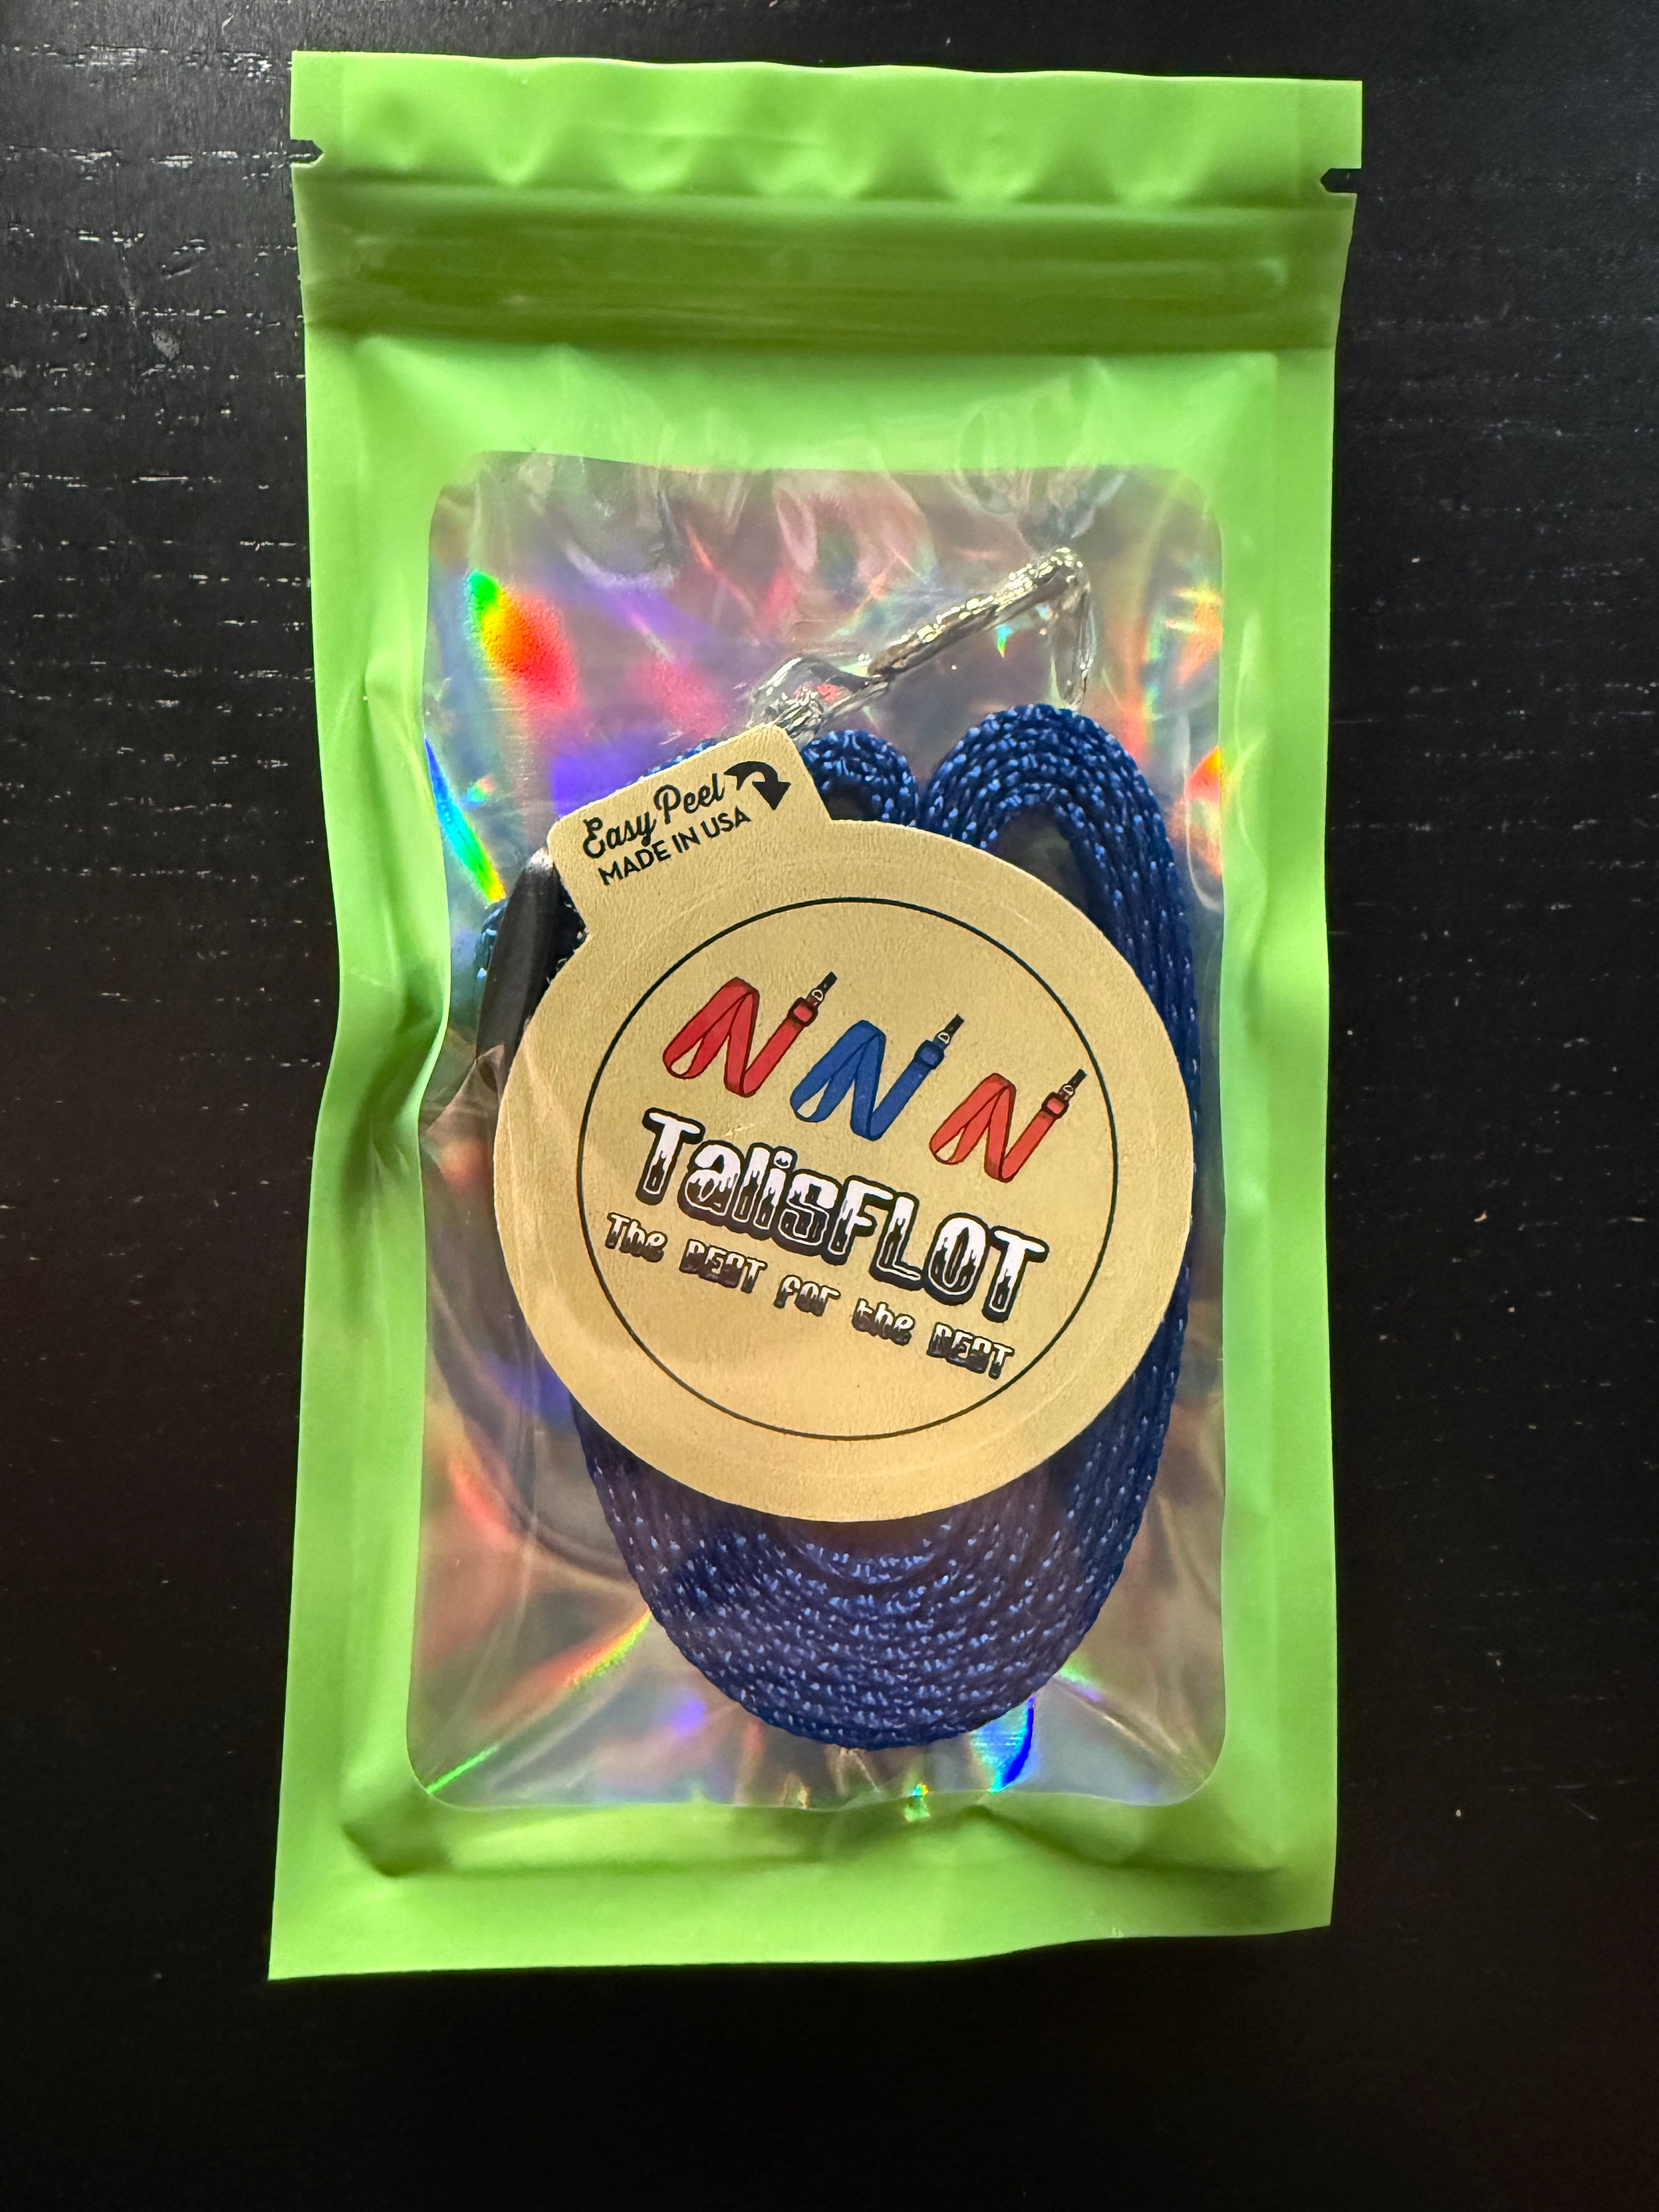 Easy Peel
MADE IN USA
TalisFLOT
The BEST for the BEST